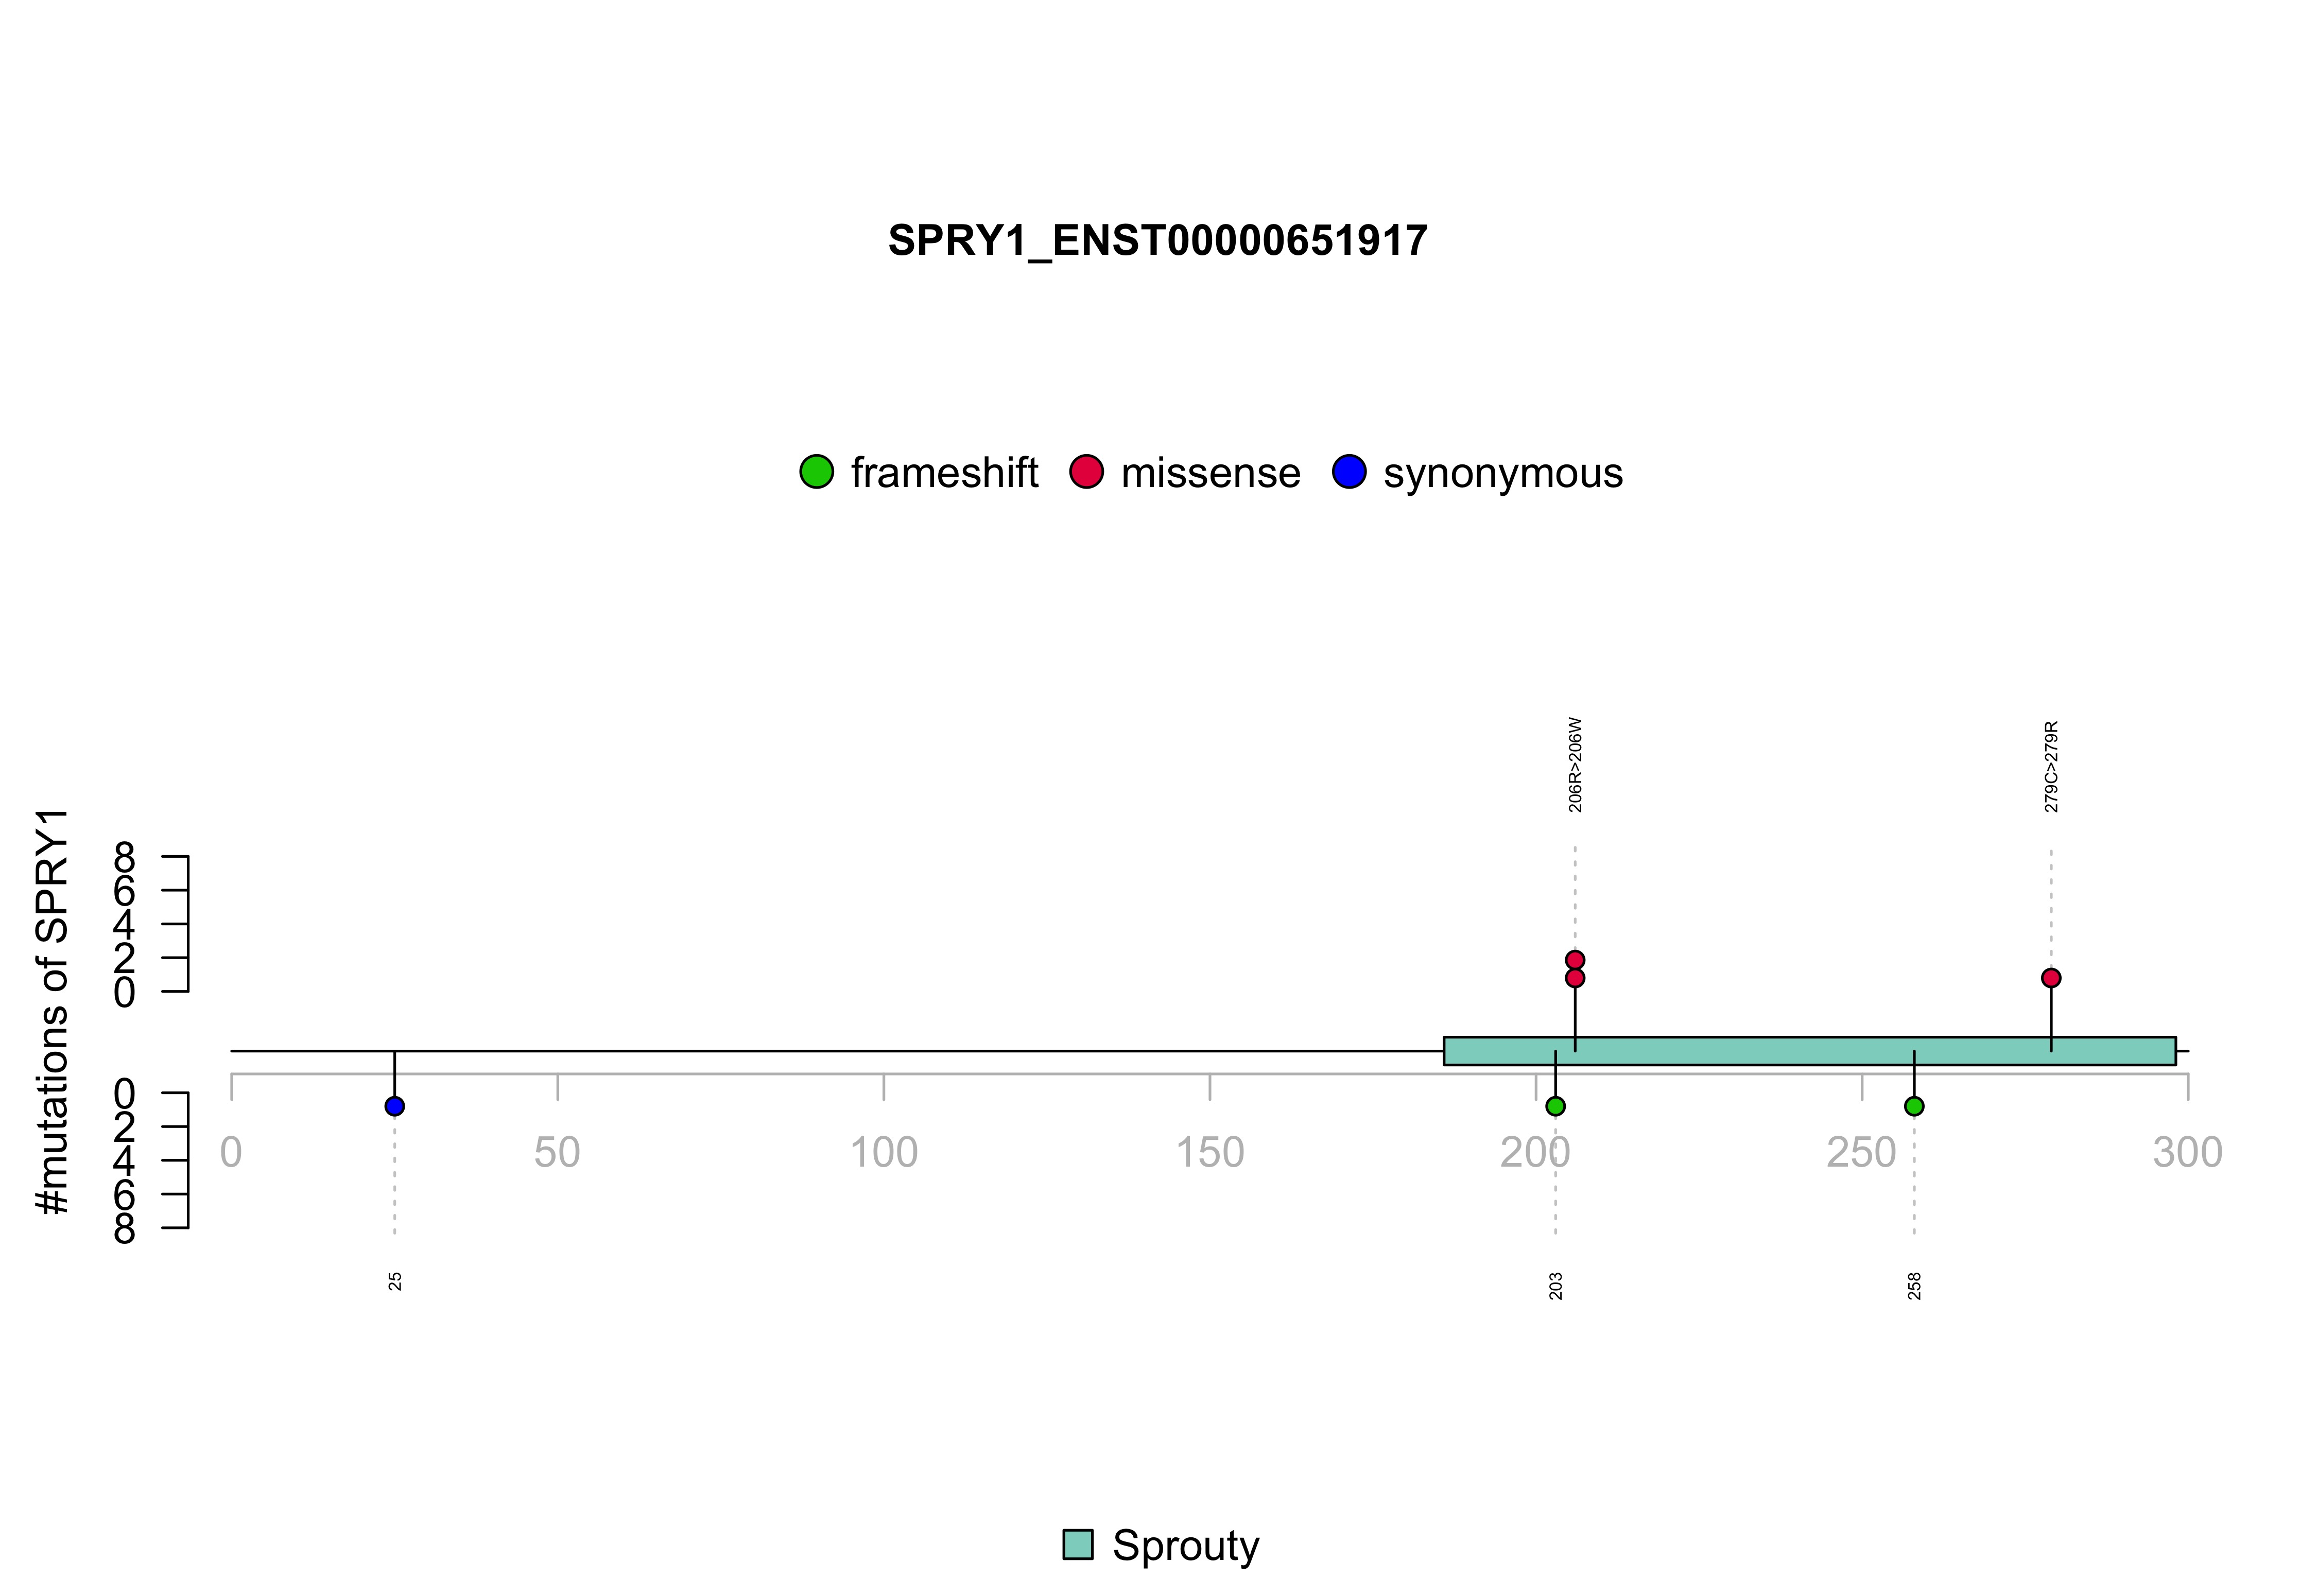 SPRY1_ENST00000651917
frameshift missense synonymous
206R>206W
279C>279R
#mutations of SPRY1
8
6
4
2
0
0
2
4
6
8
0 50 100 150 200 250 300
25
203
258
Sprouty